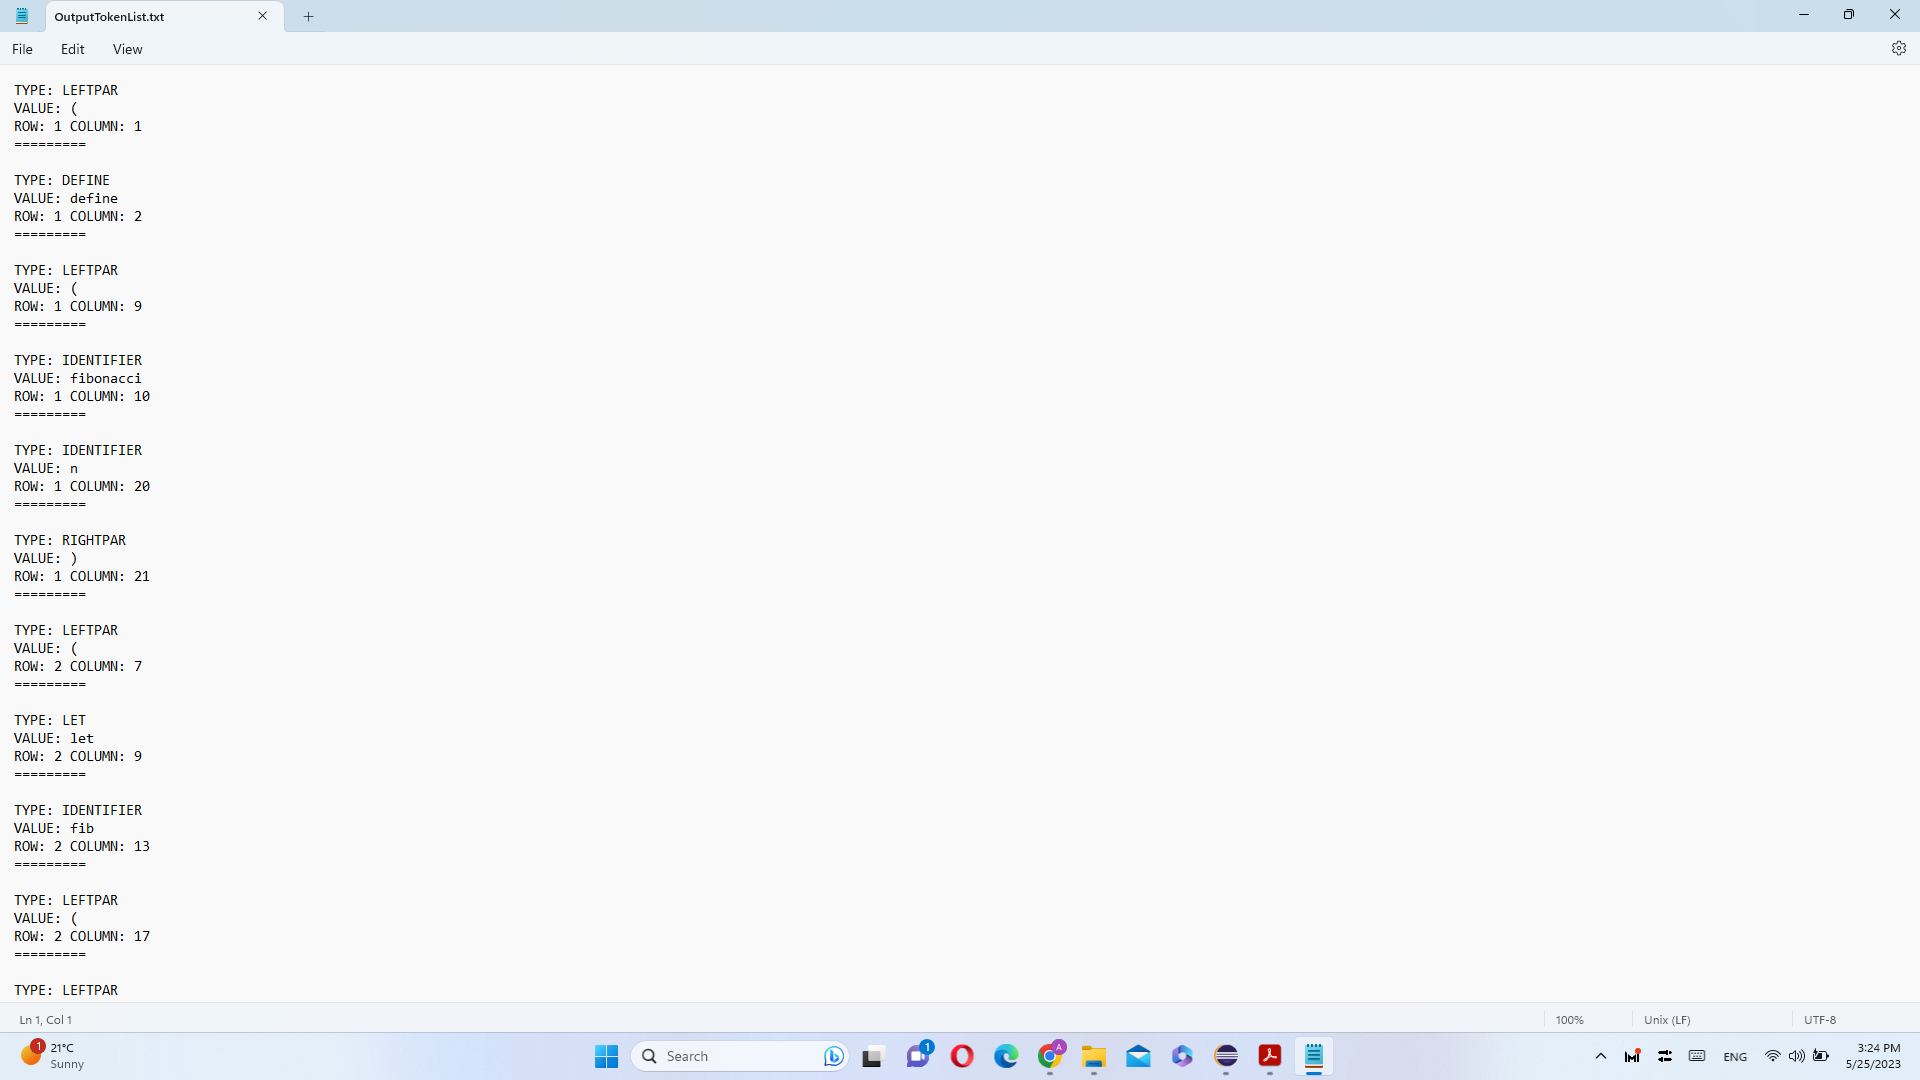 OutputTokenList.txt
File Edit View
TYPE: LEFTPAR
VALUE: (
ROW: 1 COLUMN: 1
=========
TYPE: DEFINE
VALUE: define
ROW: 1 COLUMN: 2
=========
TYPE: LEFTPAR
VALUE: (
ROW: 1 COLUMN: 9
=========
TYPE: IDENTIFIER
VALUE: fibonacci
ROW: 1 COLUMN: 10
=========
TYPE: IDENTIFIER
VALUE: n
ROW: 1 COLUMN: 20
=========
TYPE: RIGHTPAR
VALUE: )
ROW: 1 COLUMN: 21
=========
TYPE: LEFTPAR
VALUE: (
ROW: 2 COLUMN: 7
=========
TYPE: LET
VALUE: let
ROW: 2 COLUMN: 9
=========
TYPE: IDENTIFIER
VALUE: fib
ROW: 2 COLUMN: 13
=========
TYPE: LEFTPAR
VALUE: (
ROW: 2 COLUMN: 17
=========
TYPE: LEFTPAR
Ln 1, Col 1 100% Unix (LF) UTF-8
1 21°C
Sunny
Search
1
A
ENG
3:24 PM
5/25/2023